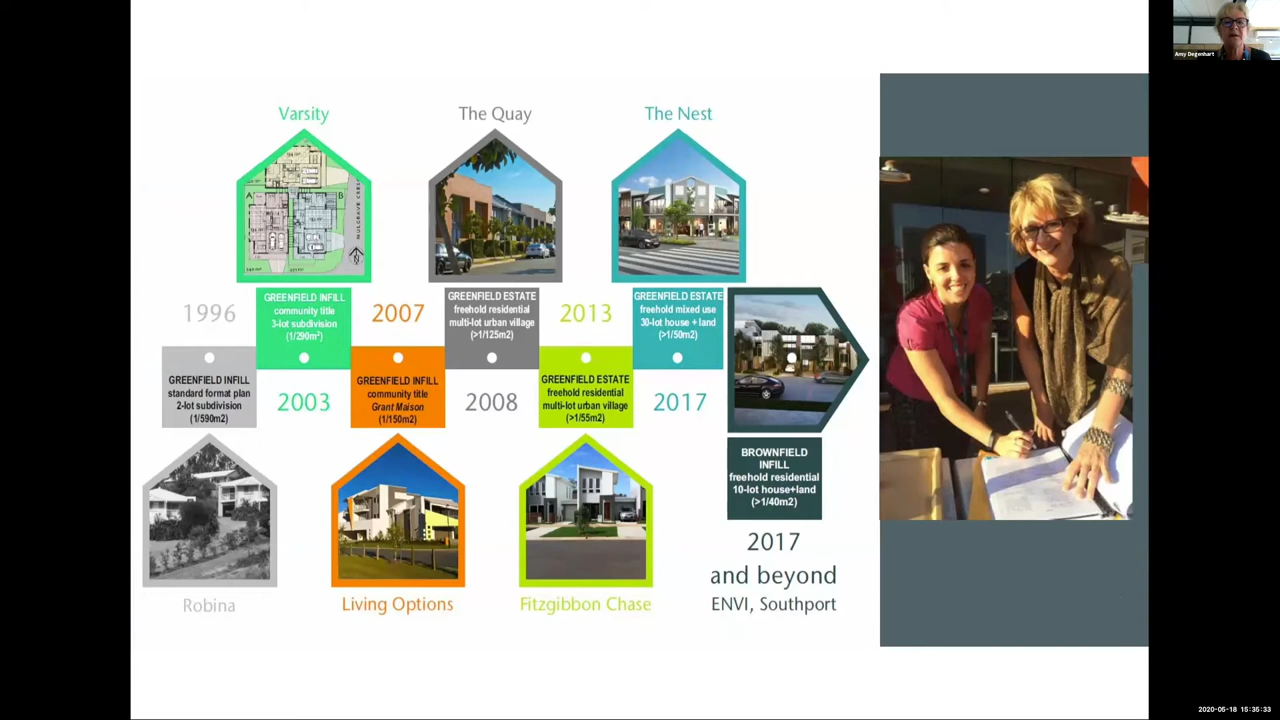 Amy Degenhart
Varsity
The Quay
The Nest
A
B
MULGRAVE CRES
1996
GREENFIELD INFILL
community title
3-lot subdivision
(1/290m²)
2007
GREENFIELD ESTATE
freehold residential
multi-lot urban village
(>1/125m2)
2013
GREENFIELD ESTATE
freehold mixed use
30-lot house + land
(>1/50m2)
GREENFIELD INFILL
standard format plan
2-lot subdivision
(1/590m2)
2003
GREENFIELD INFILL
community title
Grant Maison
(1/150m2)
2008
GREENFIELD ESTATE
freehold residential
multi-lot urban village
(>1/55m2)
2017
BROWNFIELD
INFILL
freehold residential
10-lot house+land
(>1/40m2)
2017
and beyond
ENVI, Southport
Robina
Living Options
Fitzgibbon Chase
2020-05-18 15:35:33